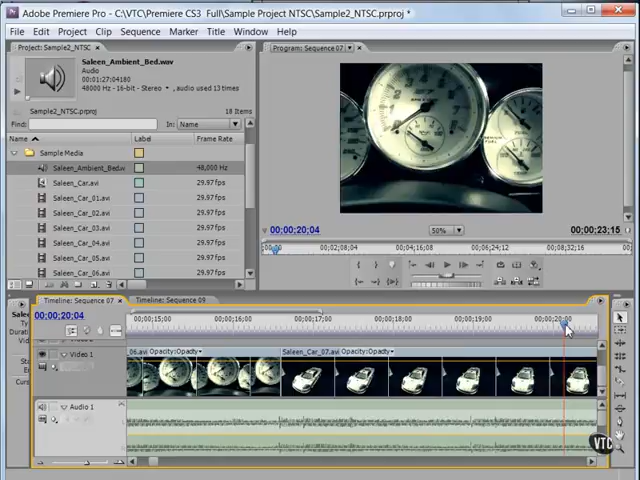 Adobe Premiere Pro - C:\VTC\Premiere CS3 Full\Sample Project NTSC\Sample2_NTSC.prproj *
File Edit Project Clip Sequence Marker Title Window Help
Project: Sample2_NTSC
Saleen_Ambient_Bed.wav
Audio
00;01:27:04180
48000 Hz - 16-bit - Stereo
, audio used 13 times
Sample2_NTSC.prproj
18 Items
Find:
In: Name
Name Label Frame Rate
Sample Media
Saleen_Ambient_Bed.w 48,000 Hz
Saleen_Car.avi 29.97fps
Saleen_Car_01.avi 29.97fps
Saleen_Car_02.avi 29.97fps
Saleen_Car_03.avi 29.97fps
Saleen_Car_04.avi 29.97fps
Saleen_Car_05.avi 29.97fps
Saleen_Car_06.avi 29.97fps
Program: Sequence 07
00;00;20;04
50%
00;00;23;15
00;00 00;02;08;04 00;04;16;08 00;06;24;12 00;08;32;16
Timeline: Sequence 07
Timeline: Sequence 09
00;00;20;04
00;00;15;00 00;00;16;00 00;00;17;00 00;00;18;00 00;00;19;00 00;00;20;00
Video 1
_06.avi Opacity:Opacity
Saleen_Car_07.avi Opacity:Opacity
Audio 1
VTC